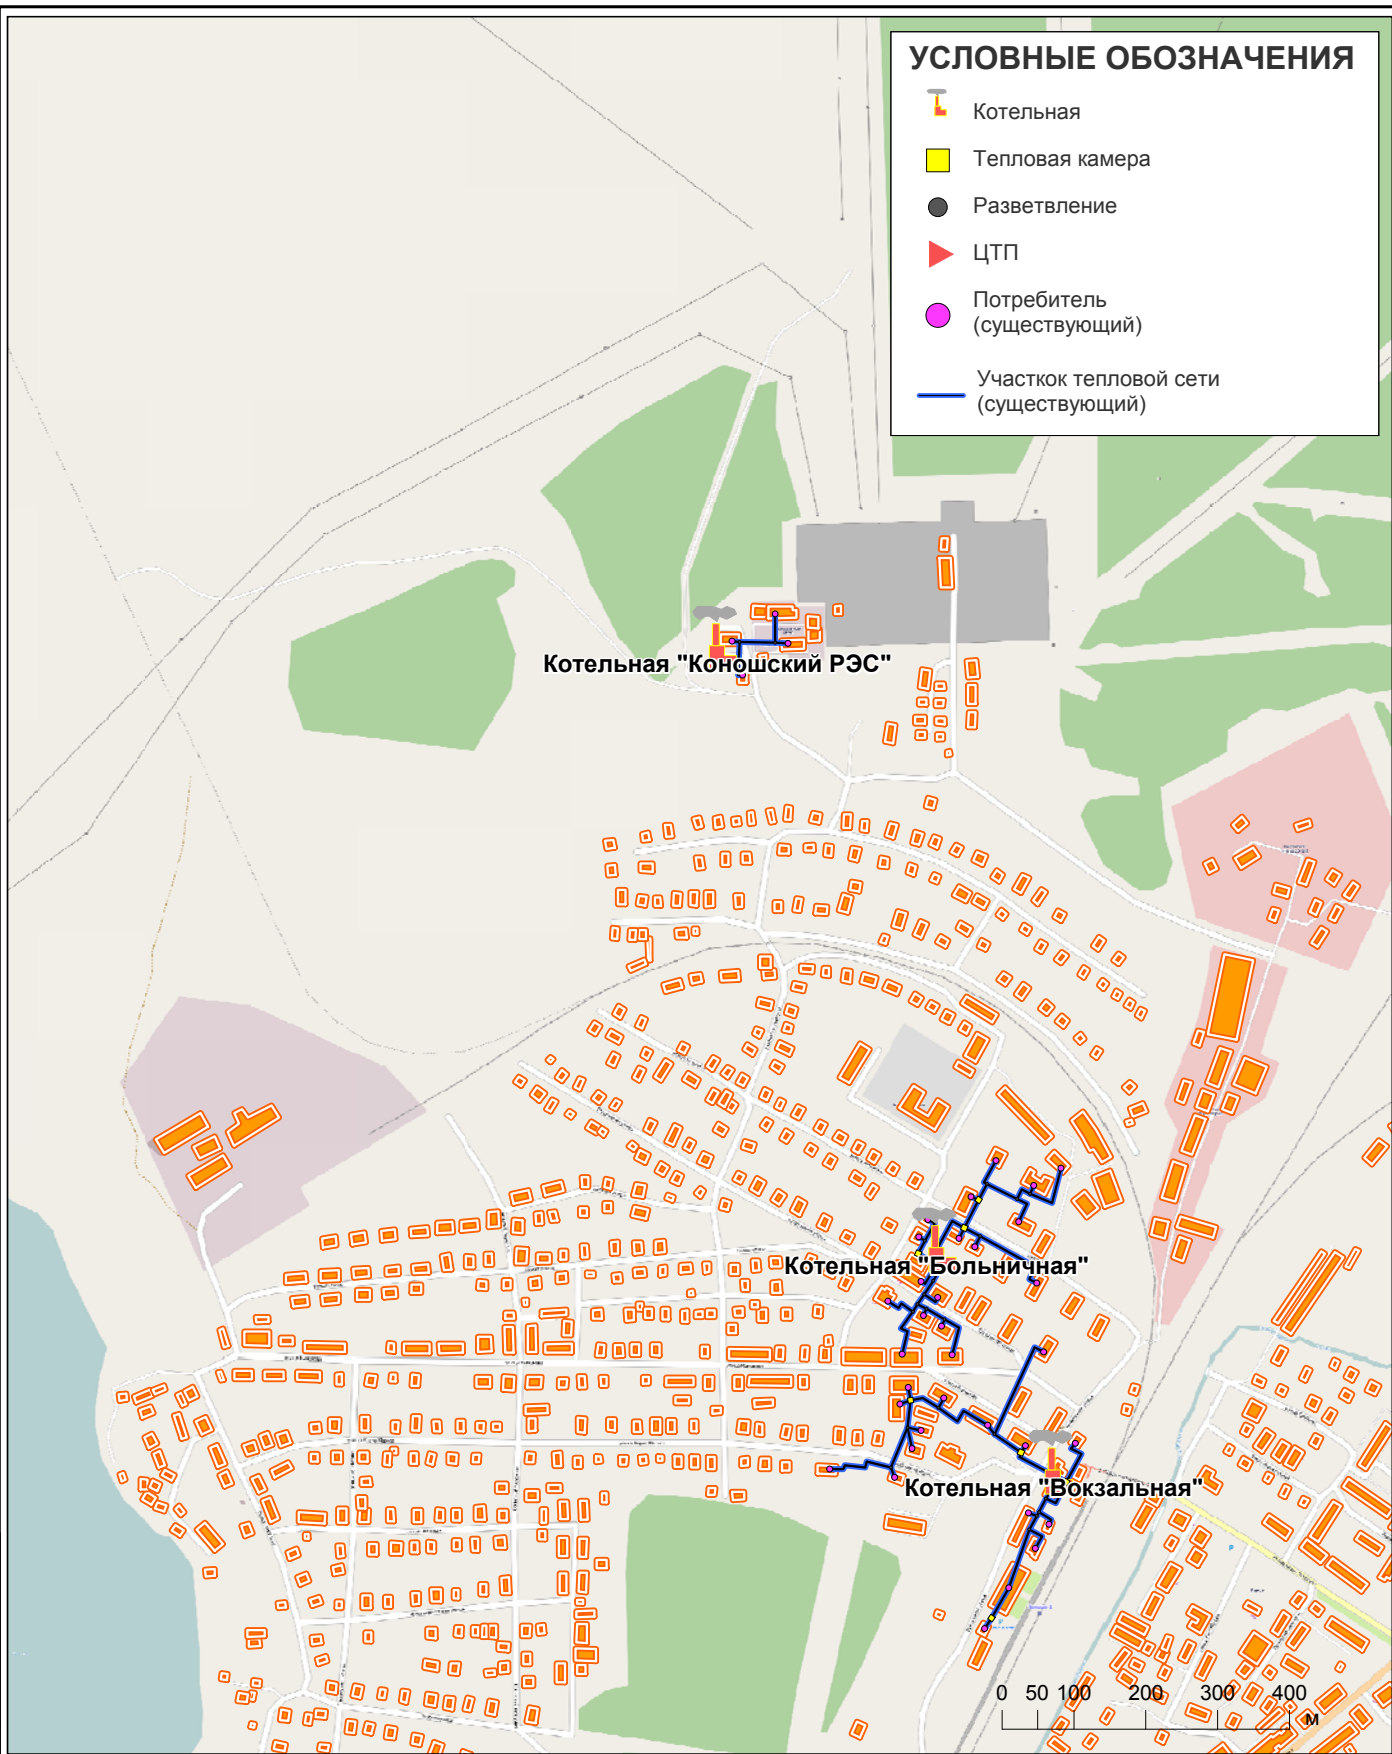 УСЛОВНЫЕ ОБОЗНАЧЕНИЯ
Котельная
Тепловая камера
Разветвление
ЦТП
Потребитель
(существующий)
Участкок тепловой сети
(существующий)
Котельная "Коношский РЭС"
Котельная "Больничная"
Котельная "Вокзальная"
0 50 100 200 300 400
м